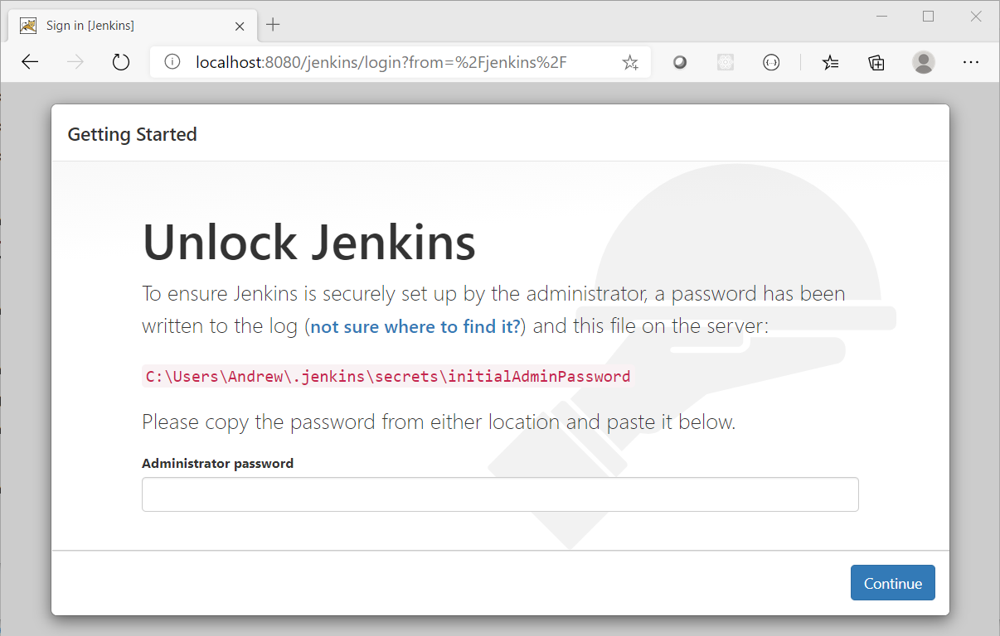 Sign in [Jenkins]
localhost:8080/jenkins/login?from=%2Fjenkins%2F
Getting Started
Unlock Jenkins
To ensure Jenkins is securely set up by the administrator, a password has been
written to the log (not sure where to find it?) and this file on the server:
C:\Users\Andrew\.jenkins\secrets\initialAdminPassword
Please copy the password from either location and paste it below.
Administrator password
Continue